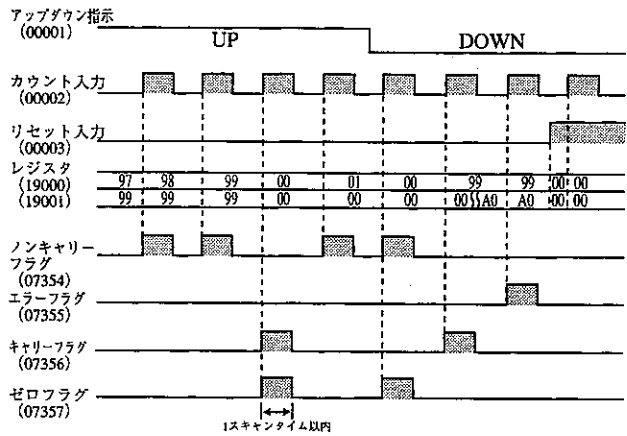 アップダウン指示
(00001)
UP
DOWN
カウント入力
(00002)
リセット入力
(00003)
レジスタ
(19000)
97 98 99 00 01 00 99 99 00 00
(19001)
99 99 99 00 00 00 00 A0 A0 00 00
ノンキャリー
フラグ
(07354)
エラーフラグ
(07355)
キャリーフラグ
(07356)
ゼロフラグ
(07357)
1スキャンタイム以内